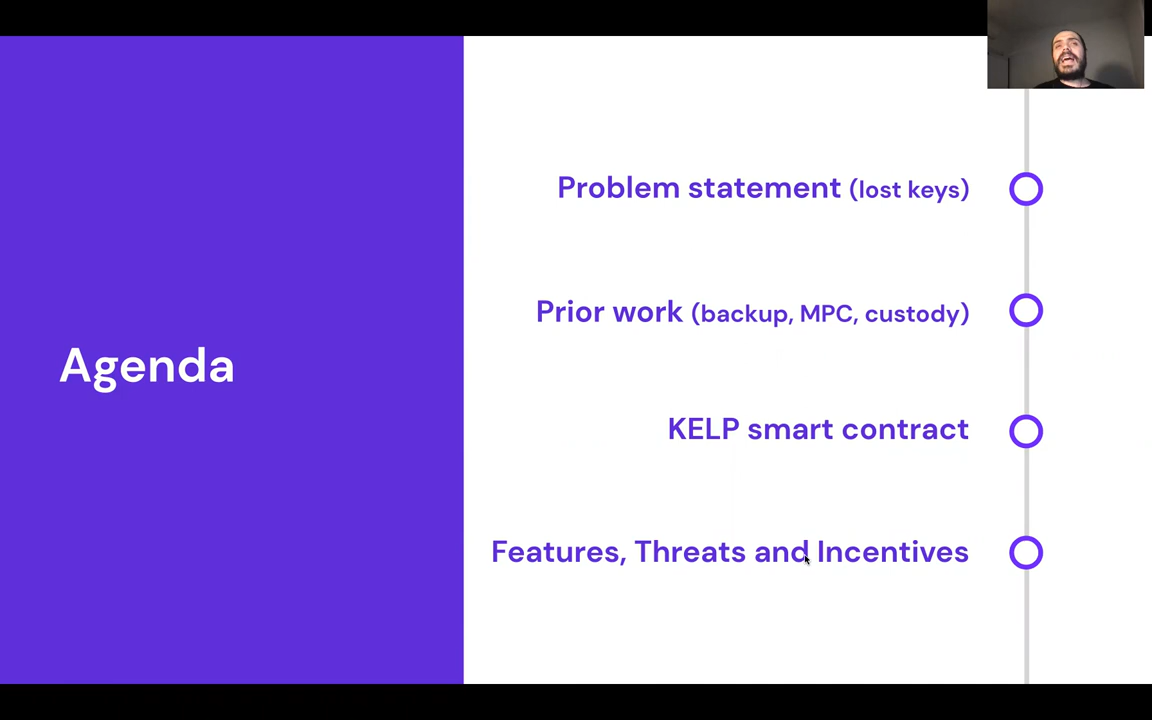 Agenda
Problem statement (lost keys)
Prior work (backup, MPC, custody)
KELP smart contract
Features, Threats and Incentives